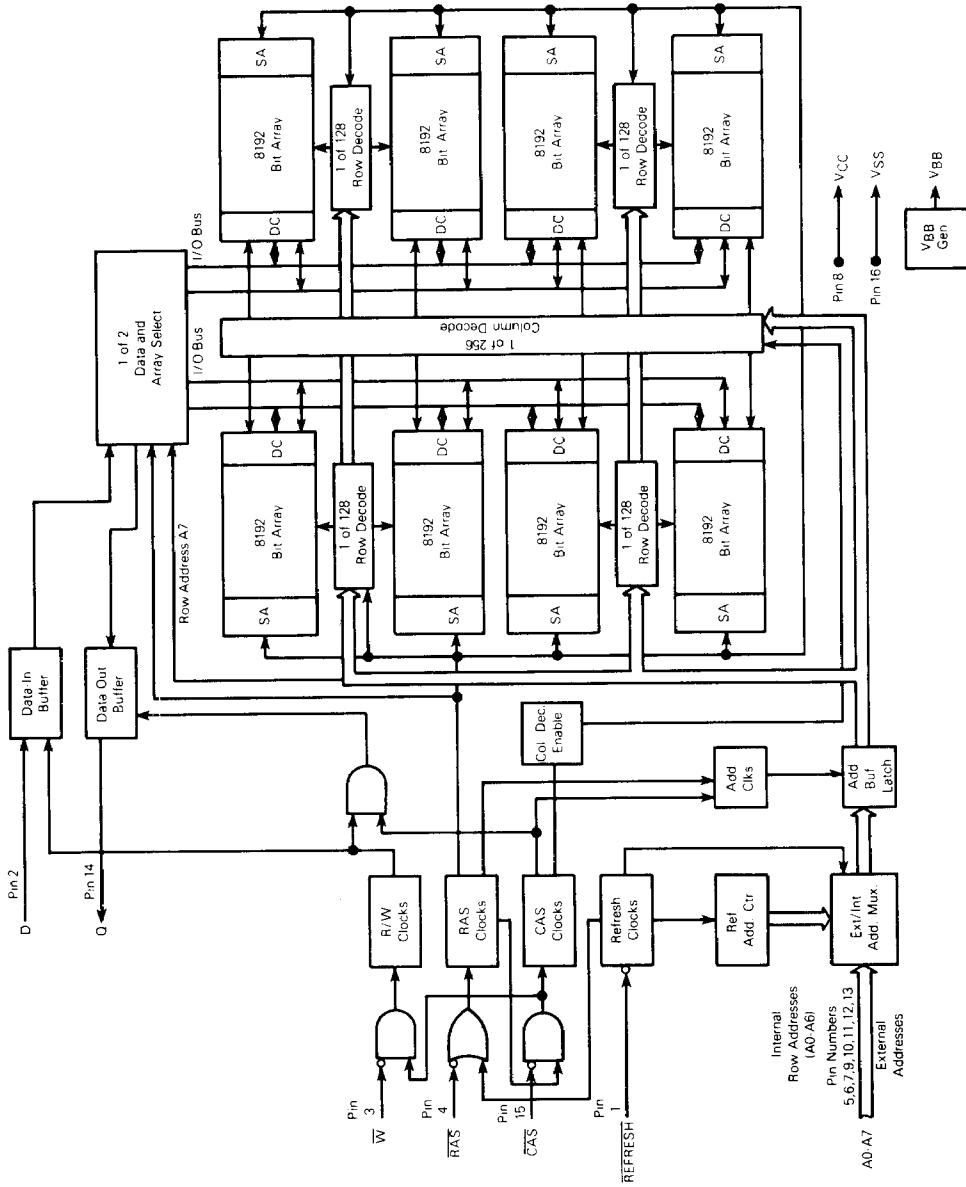 D
Pin 2
Q
Pin 14
Data-In
Buffer
Data Out
Buffer
Row Address A7
1 of 2
Data and
Array Select
I/O Bus
I/O Bus
Pin
3
W
Pin
4
RAS
Pin
15
CAS
Pin
1
REFRESH
R/W
Clocks
RAS
Clocks
CAS
Clocks
Refresh
Clocks
Col Dec.
Enable
Add
Clks
Ref
Add. Ctr
Ext/Int
Add. Mux.
Add
Buf
Latch
Internal
Row Addresses
(A0-A6)
Pin Numbers
5,6,7,9,10,11,12,13
External
Addresses
A0-A7
SA
8192
Bit Array
DC
1 of 128
Row Decode
SA
8192
Bit Array
DC
SA
8192
Bit Array
DC
1 of 128
Row Decode
SA
8192
Bit Array
DC
1 of 256
Column Decode
DC
8192
Bit Array
SA
1 of 128
Row Decode
DC
8192
Bit Array
SA
DC
8192
Bit Array
SA
1 of 128
Row Decode
DC
8192
Bit Array
SA
Pin 8
VCC
Pin 16
VSS
VBB
Gen
VBB